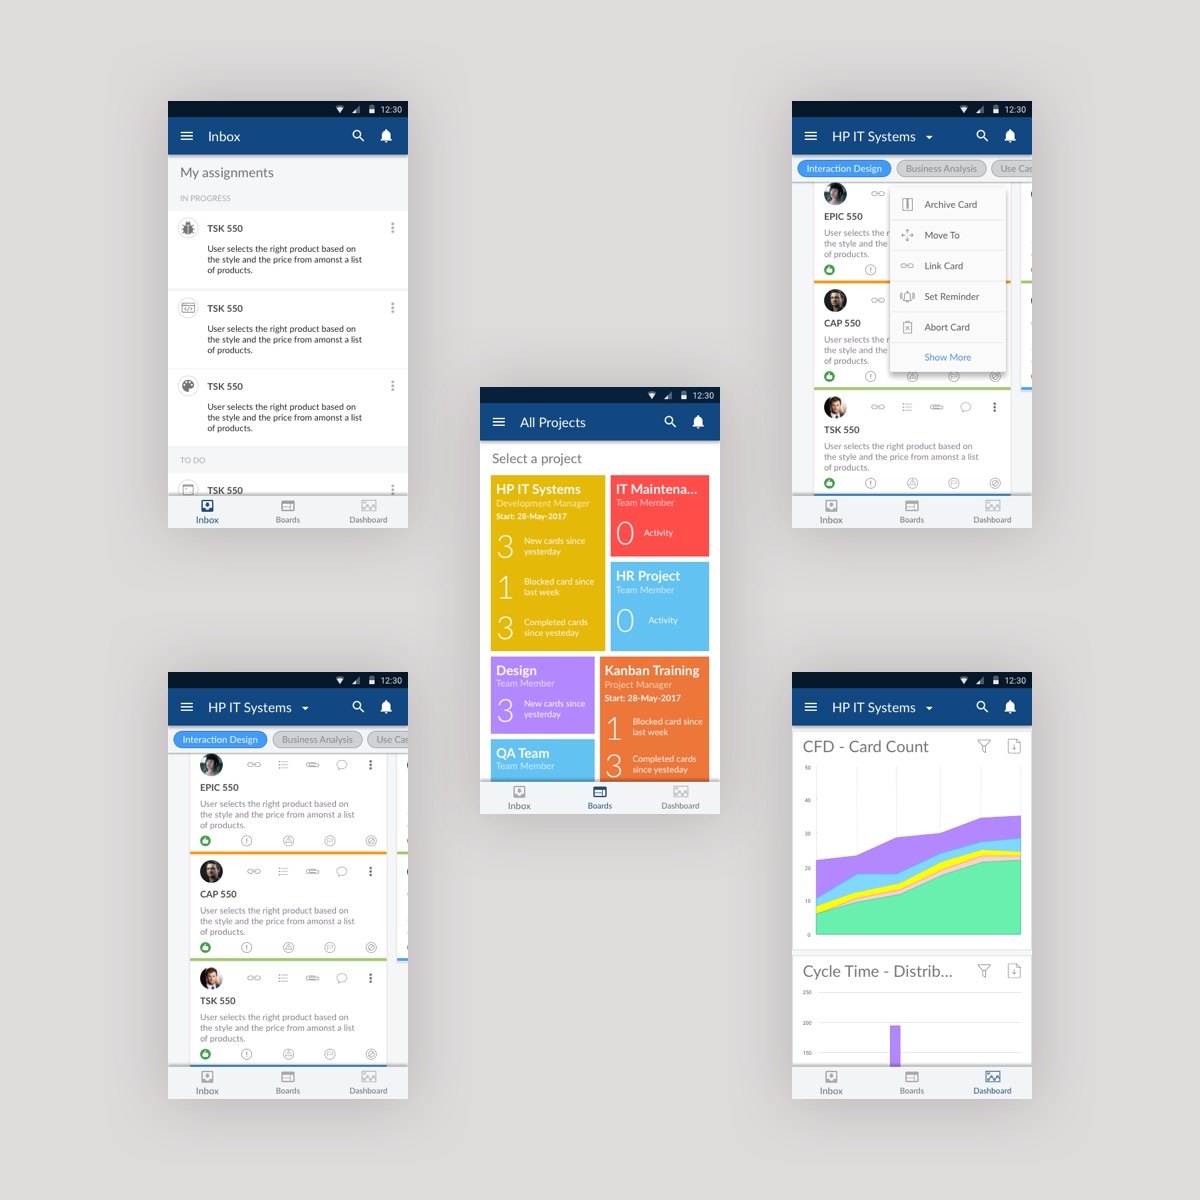 12:30
Inbox
My assignments
IN PROGRESS
TSK 550
User selects the right product based on
the style and the price from amonst a list
of products.
TSK 550
User selects the right product based on
the style and the price from amonst a list
of products.
TSK 550
User selects the right product based on
the style and the price from amonst a list
of products.
TO DO
TSK 550
Inbox Boards Dashboard
12:30
HP IT Systems
Interaction Design Business Analysis Use Cas
EPIC 550
User selects the r
the style and the p
of products.
Archive Card
Move To
Link Card
Set Reminder
Abort Card
Show More
CAP 550
User selects the r
the style and the p
of products.
TSK 550
User selects the right product based on
the style and the price from amonst a list
of products.
Inbox Boards Dashboard
12:30
All Projects
Select a project
HP IT Systems
Development Manager
Start: 28-May-2017
3 New cards since
yesterday
1 Blocked card since
last week
3 Completed cards
since yesteday
IT Maintena...
Team Member
0 Activity
HR Project
Team Member
0 Activity
Design
Team Member
3 New cards since
yesterday
Kanban Training
Project Manager
Start: 28-May-2017
1 Blocked card since
last week
3 Completed cards
since yesteday
QA Team
Team Member
Inbox Boards Dashboard
12:30
HP IT Systems
Interaction Design Business Analysis Use Cas
EPIC 550
User selects the right product based on
the style and the price from amonst a list
of products.
CAP 550
User selects the right product based on
the style and the price from amonst a list
of products.
TSK 550
User selects the right product based on
the style and the price from amonst a list
of products.
Inbox Boards Dashboard
12:30
HP IT Systems
CFD - Card Count
50
40
30
20
10
0
Cycle Time - Distrib...
250
200
150
Inbox Boards Dashboard